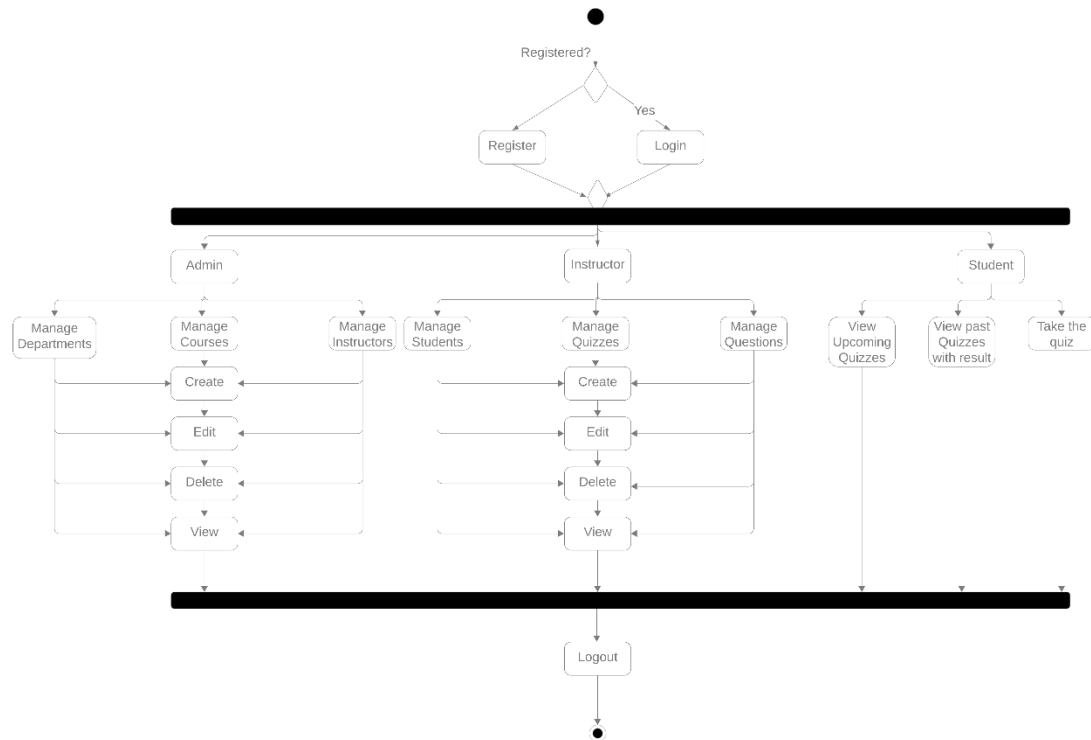 Registered?
Yes
Register
Login
Admin
Instructor
Student
Manage
Departments
Manage
Courses
Manage
Instructors
Manage
Students
Manage
Quizzes
Manage
Questions
View
Upcoming
Quizzes
View past
Quizzes
with result
Take the
quiz
Create
Create
Edit
Edit
Delete
Delete
View
View
Logout